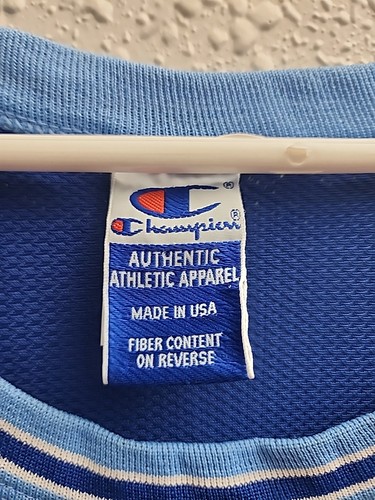 ®
Champion®
AUTHENTIC
ATHLETIC APPAREL
MADE IN USA
FIBER CONTENT
ON REVERSE